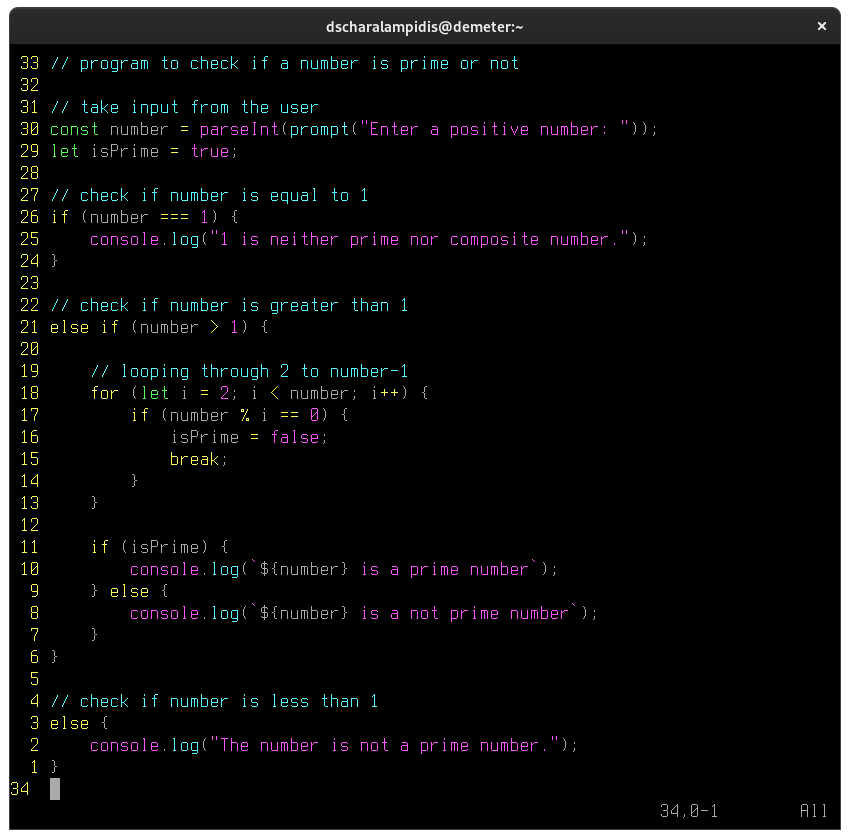 dscharalampidis@demeter:~ ×
33 // program to check if a number is prime or not
32
31 // take input from the user
30 const number = parseInt(prompt("Enter a positive number: "));
29 let isPrime = true;
28
27 // check if number is equal to 1
26 if (number === 1) {
25     console.log("1 is neither prime nor composite number.");
24 }
23
22 // check if number is greater than 1
21 else if (number > 1) {
20
19     // looping through 2 to number-1
18     for (let i = 2; i < number; i++) {
17         if (number % i == 0) {
16             isPrime = false;
15             break;
14         }
13     }
12
11     if (isPrime) {
10         console.log(`${number} is a prime number`);
 9     } else {
 8         console.log(`${number} is a not prime number`);
 7     }
 6 }
 5
 4 // check if number is less than 1
 3 else {
 2     console.log("The number is not a prime number.");
 1 }
34
34,0-1 All